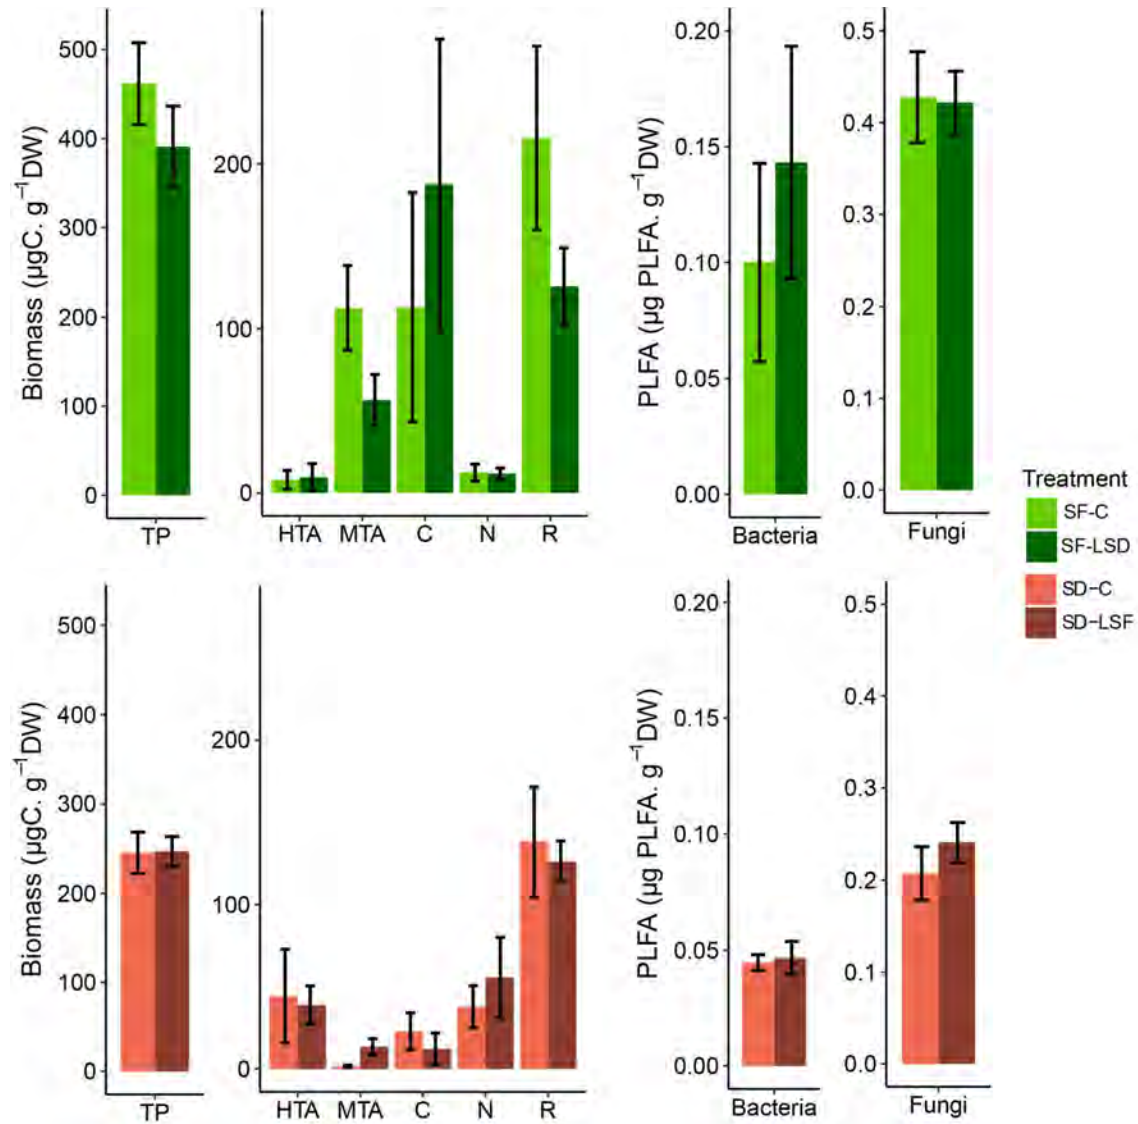 Biomass (µgC. g⁻¹DW)
500
400
300
200
100
0
TP
200
100
0
HTA MTA C N R
PLFA (µg PLFA. g⁻¹DW)
0.20
0.15
0.10
0.05
0.00
Bacteria
0.5
0.4
0.3
0.2
0.1
0.0
Fungi
Treatment
SF-C
SF-LSD
SD-C
SD-LSF
Biomass (µgC. g⁻¹DW)
500
400
300
200
100
0
TP
200
100
0
HTA MTA C N R
PLFA (µg PLFA. g⁻¹DW)
0.20
0.15
0.10
0.05
0.00
Bacteria
0.5
0.4
0.3
0.2
0.1
0.0
Fungi